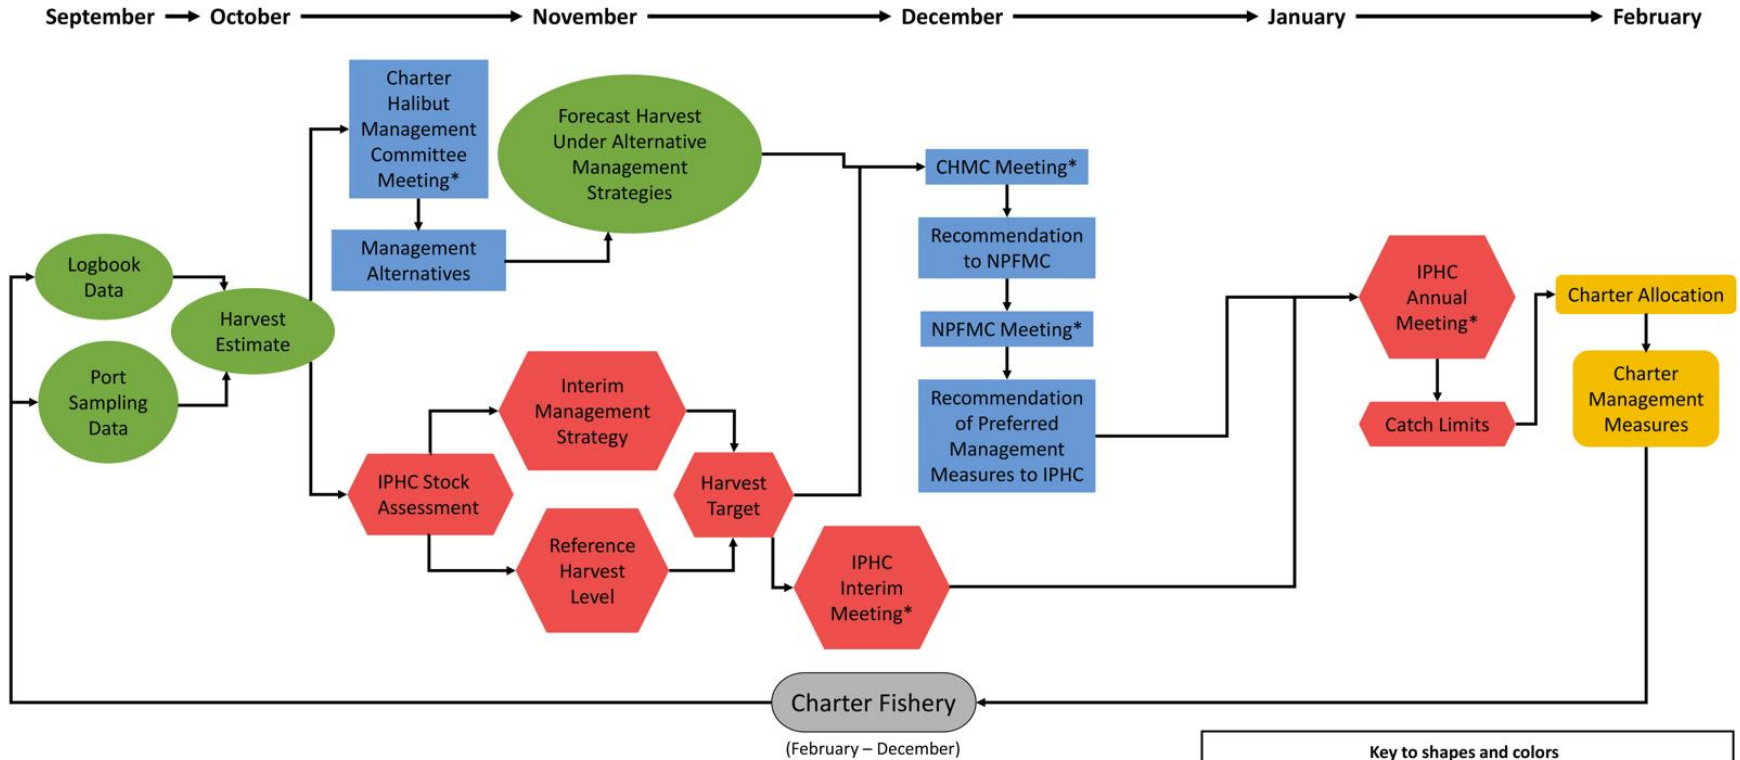 September
October
November
December
January
February
Charter
Halibut
Management
Committee
Meeting*
Management
Alternatives
Forecast Harvest
Under Alternative
Management
Strategies
Logbook
Data
Harvest
Estimate
Port
Sampling
Data
Interim
Management
Strategy
IPHC Stock
Assessment
Reference
Harvest
Level
Harvest
Target
IPHC
Interim
Meeting*
CHMC Meeting*
Recommendation
to NPFMC
NPFMC Meeting*
Recommendation
of Preferred
Management
Measures to IPHC
IPHC
Annual
Meeting*
Catch Limits
Charter Allocation
Charter
Management
Measures
Charter Fishery
(February – December)
Key to shapes and colors